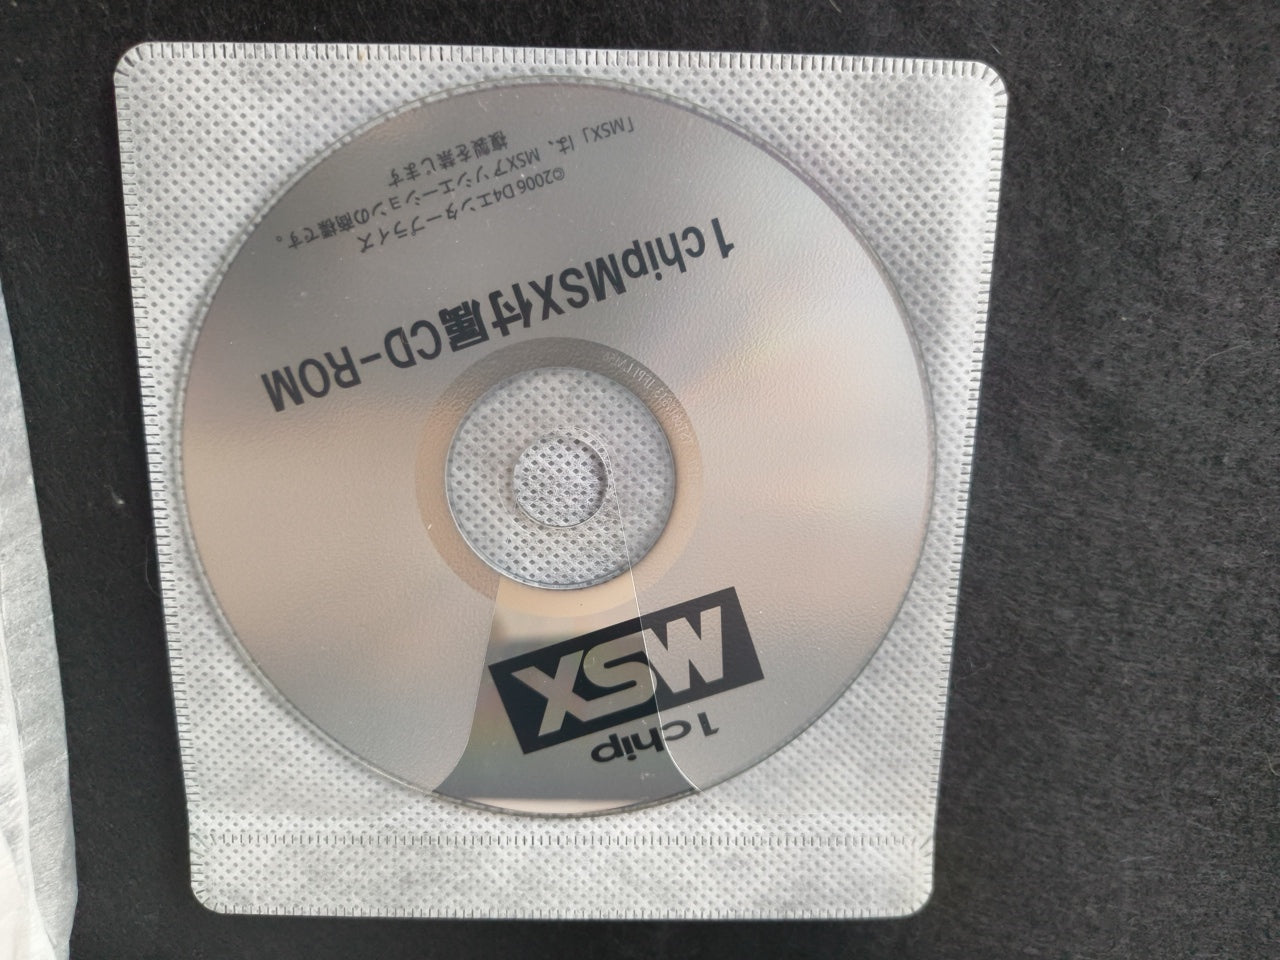 1chip
MSX
1chipMSX付属CD-ROM
©2006 D4エンタープライズ
「MSX」は、MSXアソシエーションの商標です。
複製を禁じます